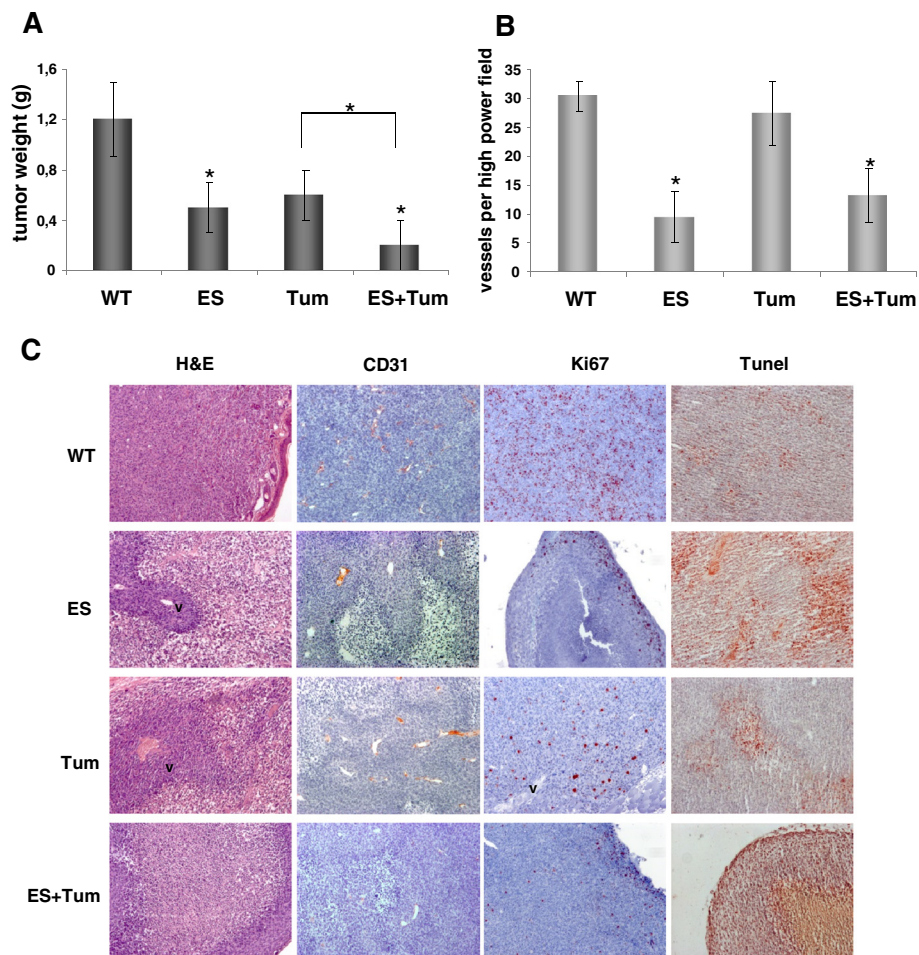 A
B
tumor weight (g)
1,6
1,2
0,8
0,4
0
*
*
*
WT
ES
Tum
ES+Tum
vessels per high power field
35
30
25
20
15
10
5
0
*
*
WT
ES
Tum
ES+Tum
C
H&E
CD31
Ki67
Tunel
WT
ES
v
Tum
v
v
ES+Tum